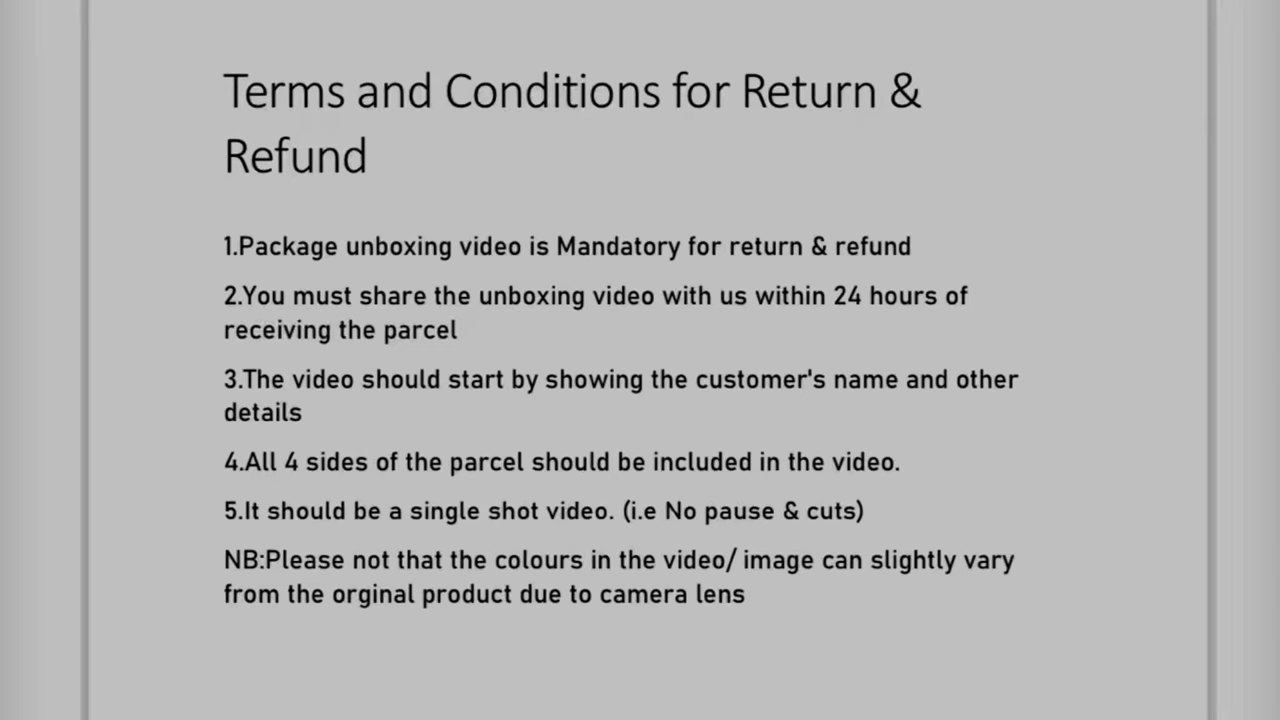 Terms and Conditions for Return &
Refund
1.Package unboxing video is Mandatory for return & refund
2.You must share the unboxing video with us within 24 hours of
receiving the parcel
3.The video should start by showing the customer's name and other
details
4.All 4 sides of the parcel should be included in the video.
5.It should be a single shot video. (i.e No pause & cuts)
NB:Please not that the colours in the video/ image can slightly vary
from the orginal product due to camera lens